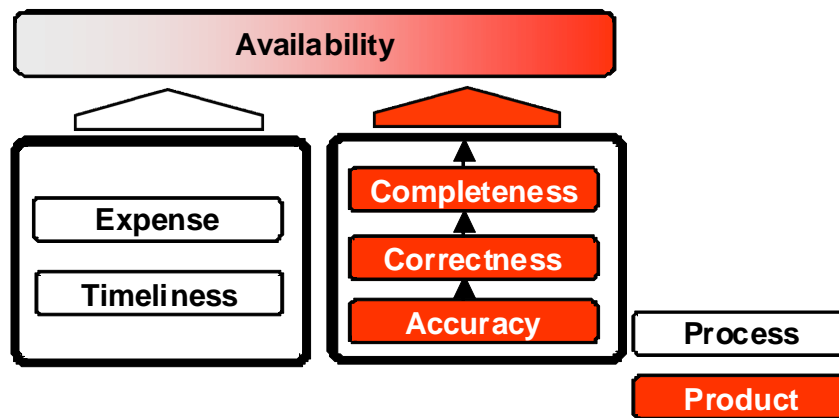 Availability
Expense
Timeliness
Completeness
Correctness
Accuracy
Process
Product